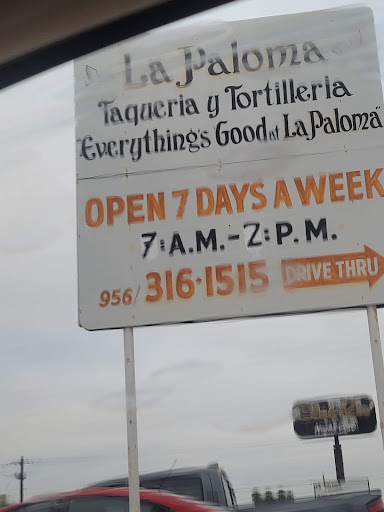 La Paloma
Taqueria y Tortilleria
"Everything's Good at La Paloma"
OPEN 7 DAYS A WEEK
7:A.M.-2:P.M.
956/316-1515
DRIVE THRU